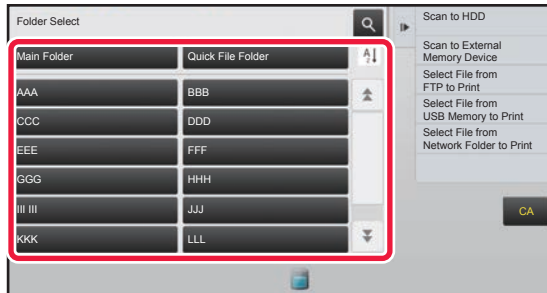 Folder Select
Main Folder
Quick File Folder
AAA
BBB
CCC
DDD
EEE
FFF
GGG
HHH
III III
JJJ
KKK
LLL
A
Z
Scan to HDD
Scan to External
Memory Device
Select File from
FTP to Print
Select File from
USB Memory to Print
Select File from
Network Folder to Print
CA